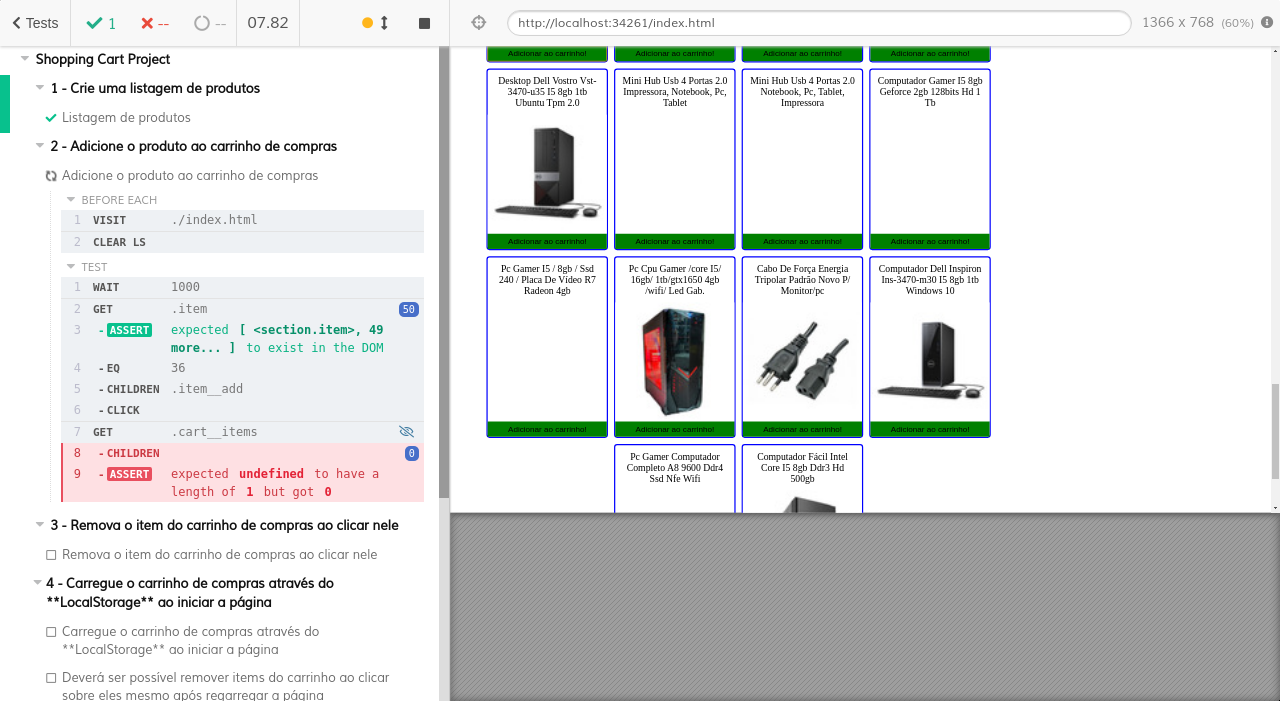 Tests
1
--
--
07.82
http://localhost:34261/index.html
1366 x 768 (60%)
Shopping Cart Project
1 - Crie uma listagem de produtos
Listagem de produtos
2 - Adicione o produto ao carrinho de compras
Adicione o produto ao carrinho de compras
BEFORE EACH
1 VISIT ./index.html
2 CLEAR LS
TEST
1 WAIT 1000
2 GET .item 50
3 - ASSERT expected [ <section.item>, 49
more... ] to exist in the DOM
4 - EQ 36
5 - CHILDREN .item__add
6 - CLICK
7 GET .cart__items
8 - CHILDREN 0
9 - ASSERT expected undefined to have a
length of 1 but got 0
3 - Remova o item do carrinho de compras ao clicar nele
Remova o item do carrinho de compras ao clicar nele
4 - Carregue o carrinho de compras através do
**LocalStorage** ao iniciar a página
Carregue o carrinho de compras através do
**LocalStorage** ao iniciar a página
Deverá ser possível remover items do carrinho ao clicar
sobre eles mesmo após regarregar a página
Adicionar ao carrinho! Adicionar ao carrinho! Adicionar ao carrinho! Adicionar ao carrinho!
Desktop Dell Vostro Vst-
3470-u35 I5 8gb 1tb
Ubuntu Tpm 2.0
Adicionar ao carrinho!
Mini Hub Usb 4 Portas 2.0
Impressora, Notebook, Pc,
Tablet
Adicionar ao carrinho!
Mini Hub Usb 4 Portas 2.0
Notebook, Pc, Tablet,
Impressora
Adicionar ao carrinho!
Computador Gamer I5 8gb
Geforce 2gb 128bits Hd 1
Tb
Adicionar ao carrinho!
Pc Gamer I5 / 8gb / Ssd
240 / Placa De Vídeo R7
Radeon 4gb
Adicionar ao carrinho!
Pc Cpu Gamer /core I5/
16gb/ 1tb/gtx1650 4gb
/wifi/ Led Gab.
Adicionar ao carrinho!
Cabo De Força Energia
Tripolar Padrão Novo P/
Monitor/pc
Adicionar ao carrinho!
Computador Dell Inspiron
Ins-3470-m30 I5 8gb 1tb
Windows 10
Adicionar ao carrinho!
Pc Gamer Computador
Completo A8 9600 Ddr4
Ssd Nfe Wifi
Computador Fácil Intel
Core I5 8gb Ddr3 Hd
500gb